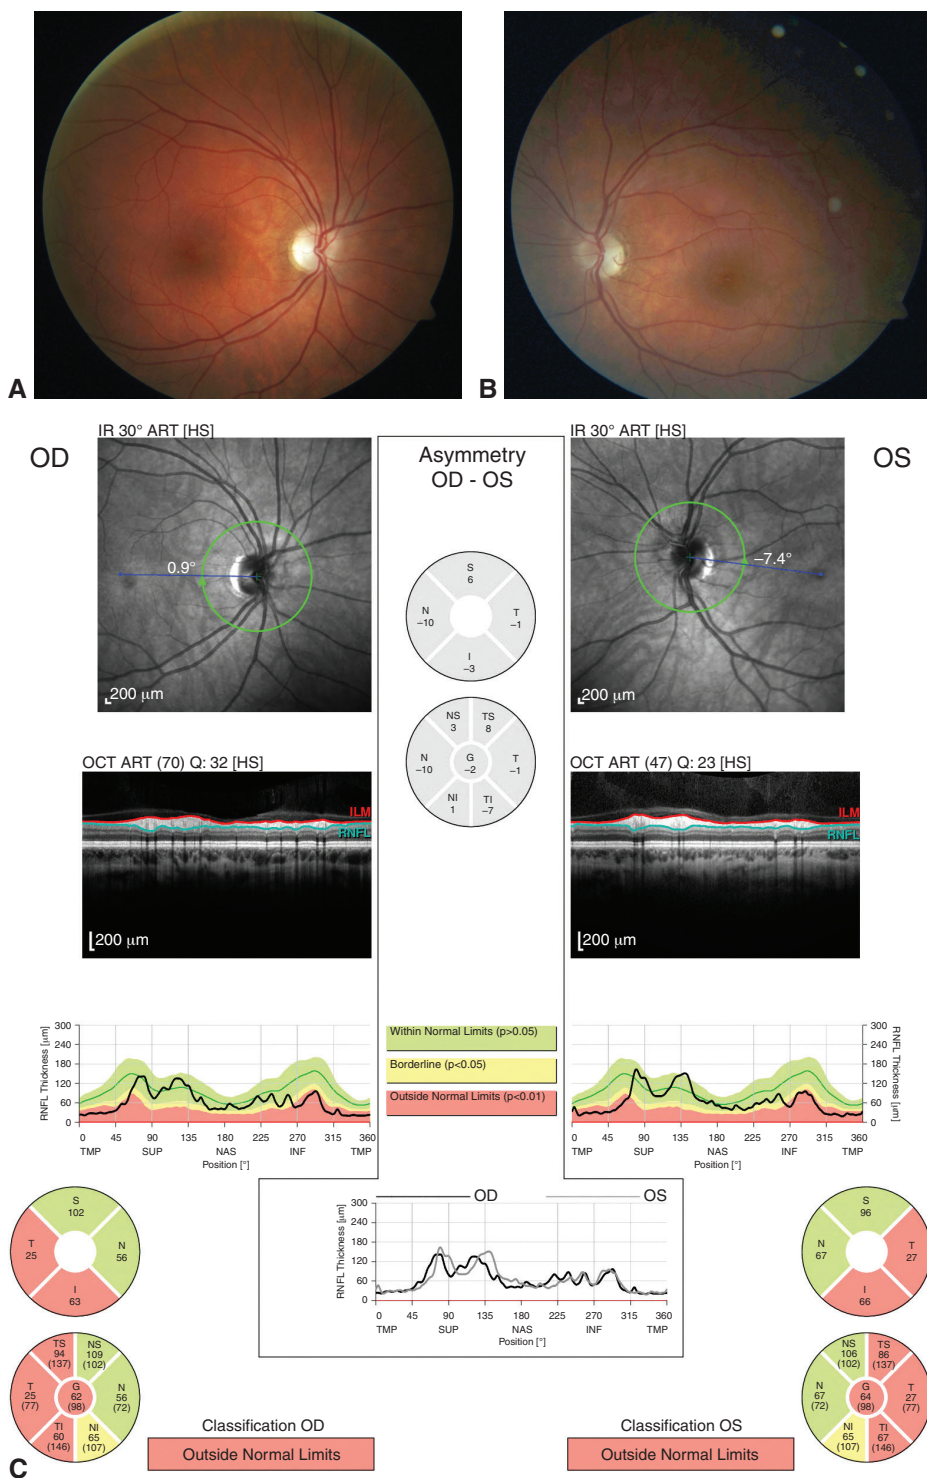 A
B
IR 30° ART [HS]
IR 30° ART [HS]
OD
Asymmetry
OD - OS
OS
0.9°
–7.4°
200 µm
200 µm
S
6
N
–10
T
–1
I
–3
NS
3
TS
8
N
–10
G
–2
T
–1
NI
1
TI
–7
OCT ART (70) Q: 32 [HS]
OCT ART (47) Q: 23 [HS]
ILM
RNFL
ILM
RNFL
200 µm
200 µm
RNFL Thickness [µm]
300
240
180
120
60
0
0 45 90 135 180 225 270 315 360
TMP SUP NAS INF TMP
Position [°]
Within Normal Limits (p>0.05)
Borderline (p<0.05)
Outside Normal Limits (p<0.01)
300
240
180
120
60
0
RNFL Thickness [µm]
0 45 90 135 180 225 270 315 360
TMP SUP NAS INF TMP
Position [°]
S
102
T
25
N
56
I
63
OD OS
RNFL Thickness [µm]
300
240
180
120
60
0
0 45 90 135 180 225 270 315 360
TMP SUP NAS INF TMP
Position [°]
S
96
N
67
T
27
I
66
TS
94
(137)
NS
109
(102)
T
25
(77)
G
62
(98)
N
56
(72)
TI
60
(146)
NI
65
(107)
NS
106
(102)
TS
86
(137)
N
67
(72)
G
64
(98)
T
27
(77)
NI
65
(107)
TI
67
(146)
Classification OD
Outside Normal Limits
Classification OS
Outside Normal Limits
C